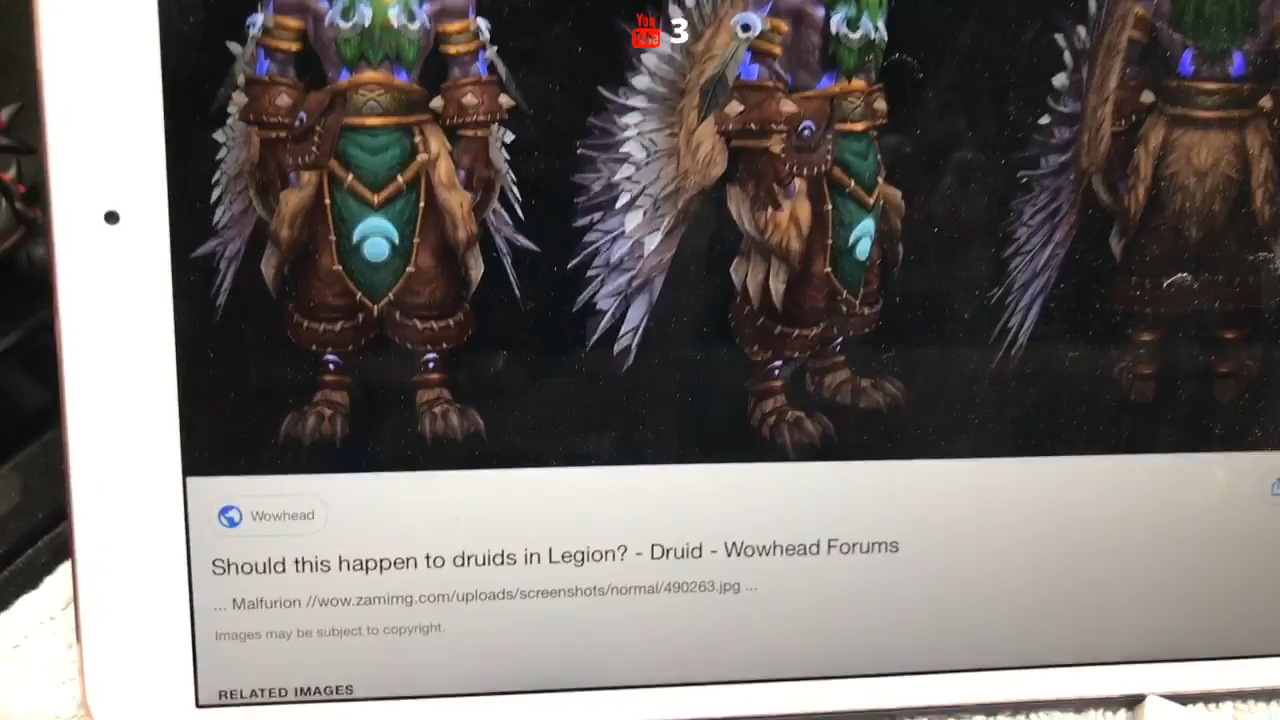 You
Tube
3
Wowhead
Should this happen to druids in Legion? - Druid - Wowhead Forums
... Malfurion //wow.zamimg.com/uploads/screenshots/normal/490263.jpg ...
Images may be subject to copyright.
RELATED IMAGES